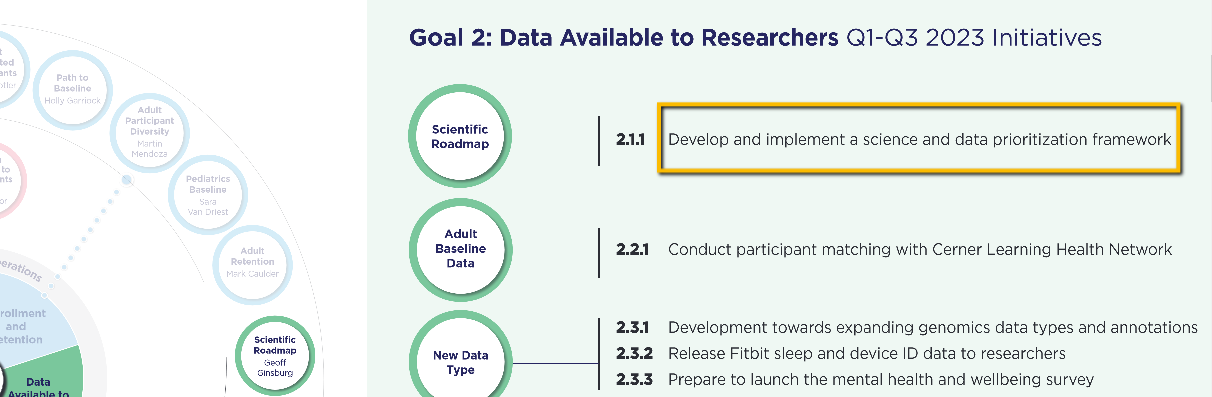 Goal 2: Data Available to Researchers Q1-Q3 2023 Initiatives
Path to
Baseline
Holly Garriock
Adult
Participant
Diversity
Martin
Mendoza
Pediatrics
Baseline
Sara
Van Driest
Adult
Retention
Mark Caulder
Scientific
Roadmap
Geoff
Ginsburg
and
Data
Available to
Scientific
Roadmap
2.1.1 Develop and implement a science and data prioritization framework
Adult
Baseline
Data
2.2.1 Conduct participant matching with Cerner Learning Health Network
New Data
Type
2.3.1 Development towards expanding genomics data types and annotations
2.3.2 Release Fitbit sleep and device ID data to researchers
2.3.3 Prepare to launch the mental health and wellbeing survey